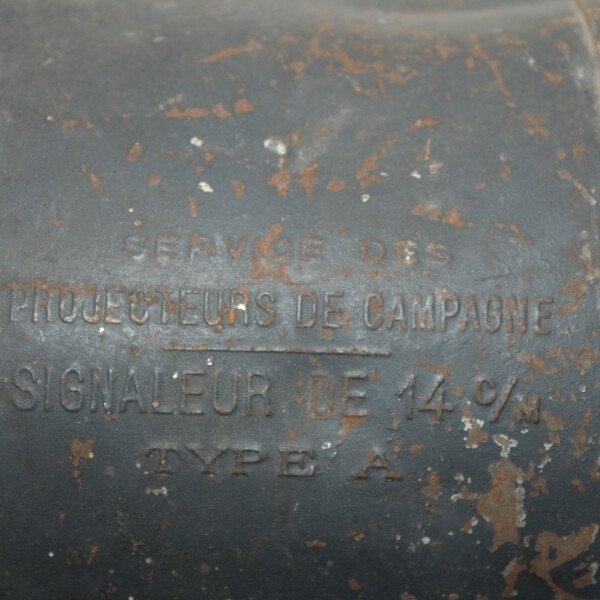 SERVICE DES
PROJECTEURS DE CAMPAGNE
SIGNALEUR DE 14 C/M
TYPE A